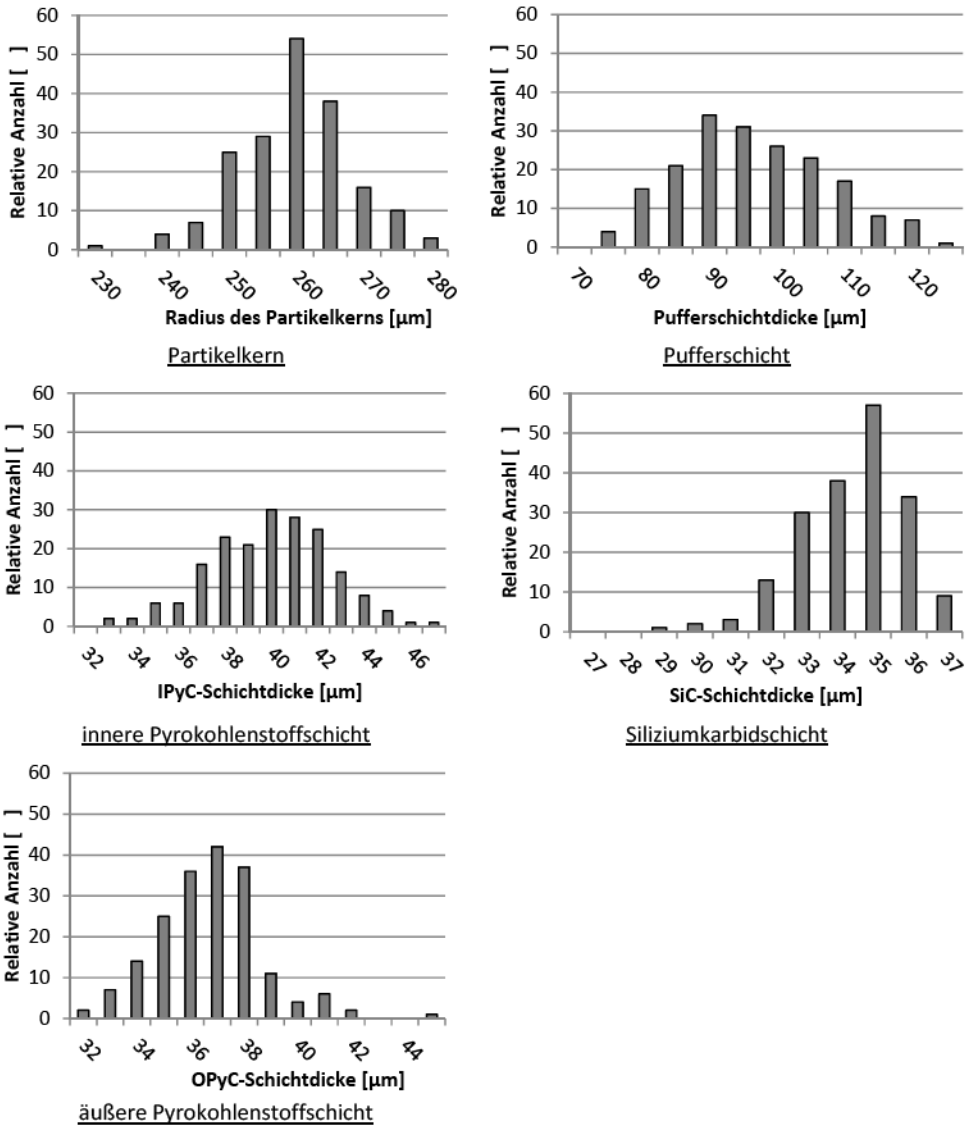 60
50
40
30
20
10
0
Relative Anzahl [ ]
230 240 250 260 270 280
Radius des Partikelkerns [µm]
Partikelkern
60
50
40
30
20
10
0
Relative Anzahl [ ]
70 80 90 100 110 120
Pufferschichtdicke [µm]
Pufferschicht
60
50
40
30
20
10
0
Relative Anzahl [ ]
32 34 36 38 40 42 44 46
IPyC-Schichtdicke [µm]
innere Pyrokohlenstoffschicht
60
50
40
30
20
10
0
Relative Anzahl [ ]
27 28 29 30 31 32 33 34 35 36 37
SiC-Schichtdicke [µm]
Siliziumkarbidschicht
60
50
40
30
20
10
0
Relative Anzahl [ ]
32 34 36 38 40 42 44
OPyC-Schichtdicke [µm]
äußere Pyrokohlenstoffschicht